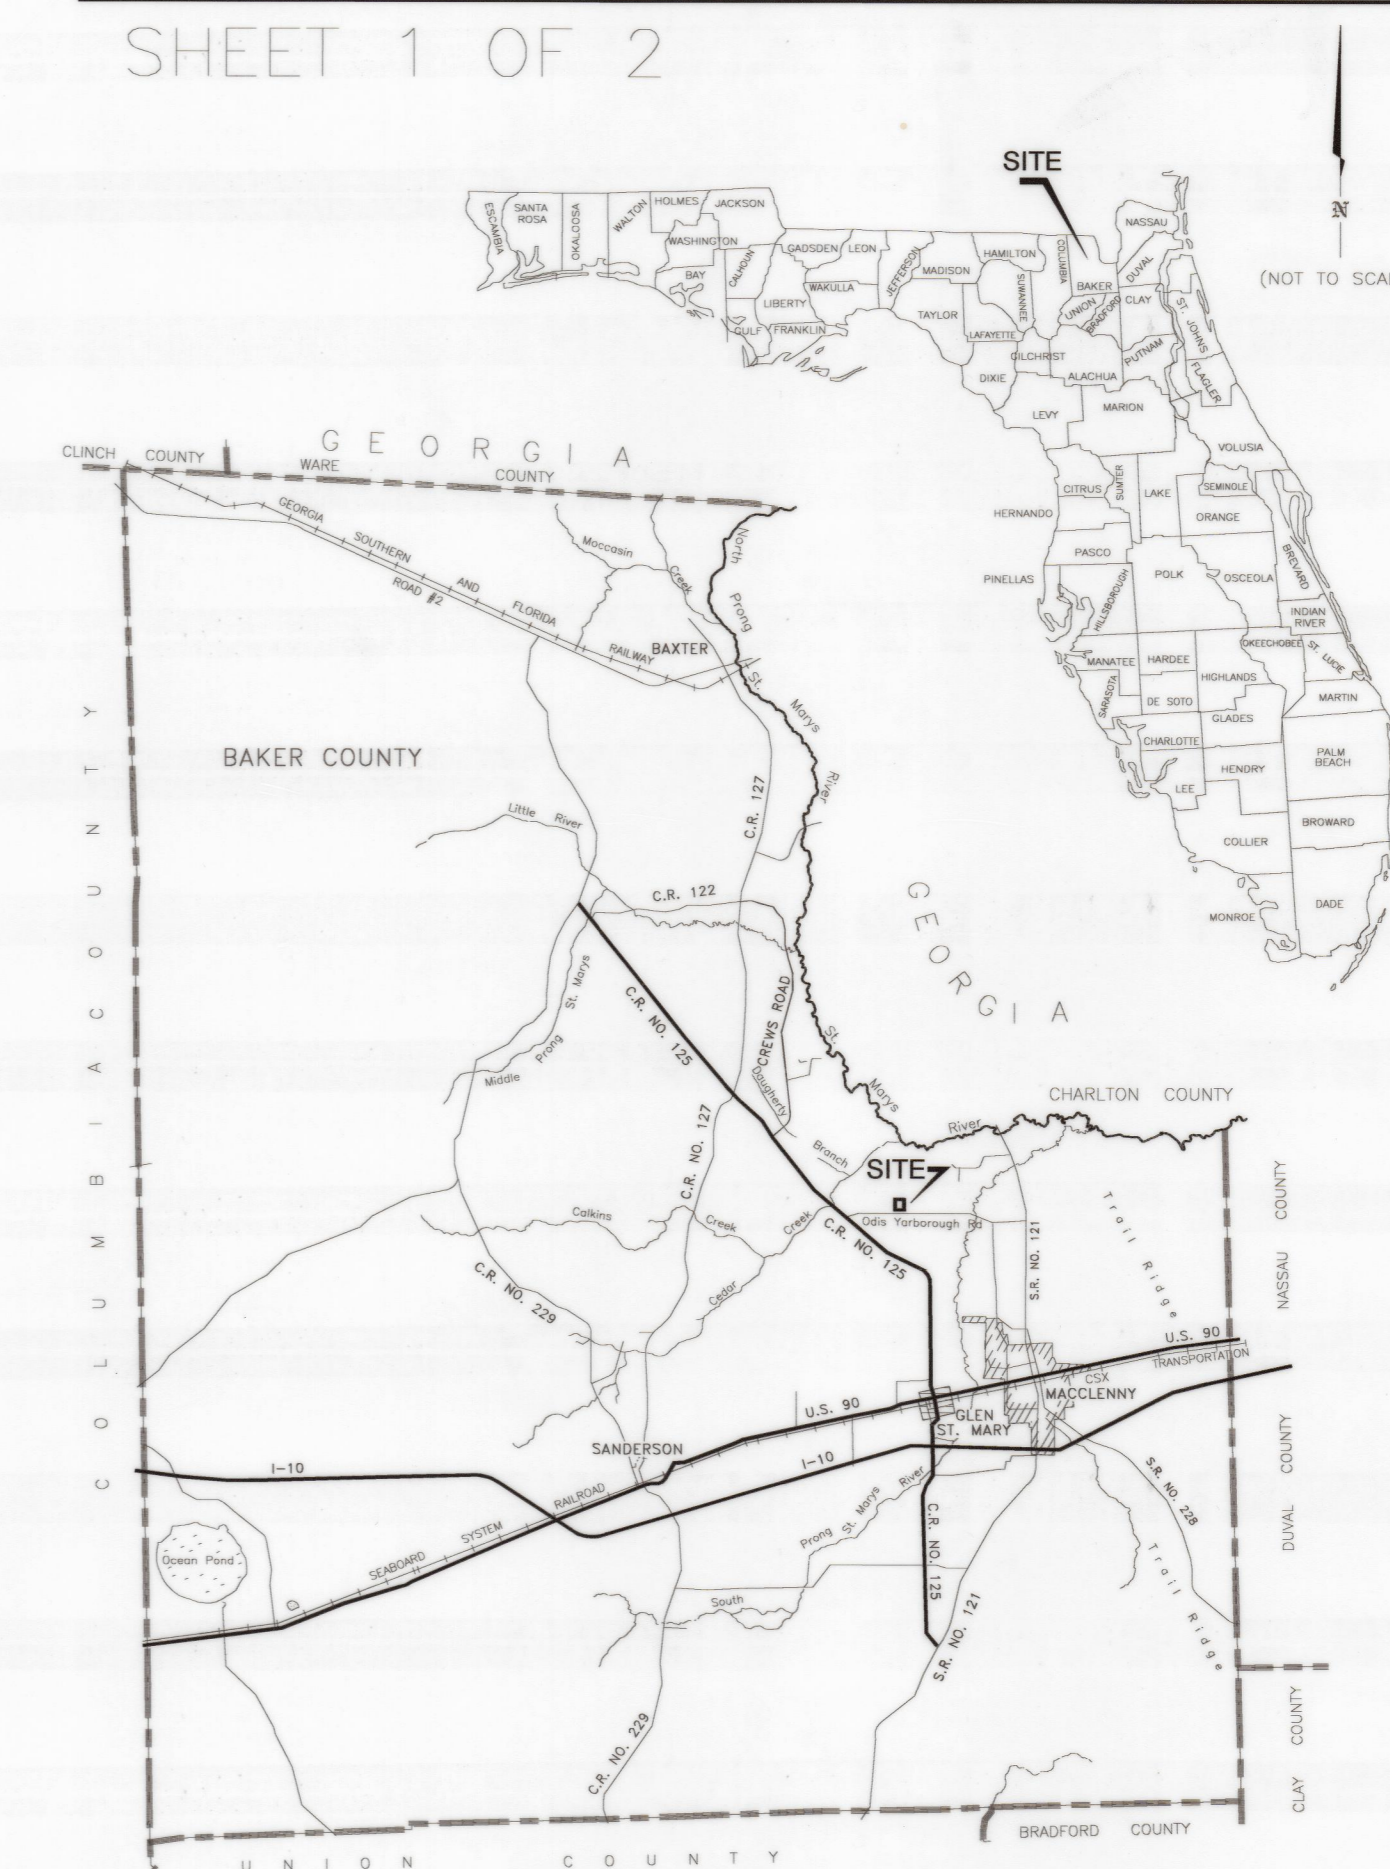 SHEET 1 OF 2
SITE
N
(NOT TO SCAL
ESCAMBIA
SANTA
ROSA
OKALOOSA
WALTON
HOLMES
JACKSON
WASHINGTON
BAY
CALHOUN
GULF
LIBERTY
GADSDEN
LEON
WAKULLA
FRANKLIN
JEFFERSON
MADISON
TAYLOR
HAMILTON
SUWANNEE
LAFAYETTE
DIXIE
COLUMBIA
BAKER
NASSAU
DUVAL
UNION
BRADFORD
CLAY
ST. JOHNS
GILCHRIST
ALACHUA
PUTNAM
FLAGLER
LEVY
MARION
VOLUSIA
CITRUS
SUMTER
LAKE
SEMINOLE
ORANGE
HERNANDO
PASCO
PINELLAS
HILLSBOROUGH
POLK
OSCEOLA
BREVARD
INDIAN
RIVER
OKEECHOBEE
ST. LUCIE
MANATEE
HARDEE
HIGHLANDS
SARASOTA
DE SOTO
MARTIN
GLADES
CHARLOTTE
LEE
HENDRY
PALM
BEACH
BROWARD
COLLIER
MONROE
DADE
GEORGIA
CLINCH COUNTY
WARE COUNTY
GEORGIA SOUTHERN AND FLORIDA RAILWAY
ROAD #2
Moccasin Creek
North Prong St. Marys River
BAXTER
BAKER COUNTY
COLUMBIA COUNTY
Little River
C.R. 127
C.R. 122
GEORGIA
C.R. NO. 125
Middle Prong St. Marys
CREWS ROAD
Daugherty Branch
St. Marys River
CHARLTON COUNTY
C.R. NO. 127
SITE
Odis Yarborough Rd
Calkins Creek
Cedar Creek
C.R. NO. 125
C.R. NO. 229
S.R. NO. 121
Trail Ridge
NASSAU COUNTY
U.S. 90
CSX TRANSPORTATION
MACCLENNY
GLEN
ST. MARY
U.S. 90
SANDERSON
I-10
I-10
SEABOARD SYSTEM RAILROAD
Ocean Pond
South Prong St. Marys River
C.R. NO. 125
S.R. NO. 121
S.R. NO. 228
Trail Ridge
DUVAL COUNTY
C.R. NO. 229
CLAY COUNTY
BRADFORD COUNTY
UNION COUNTY